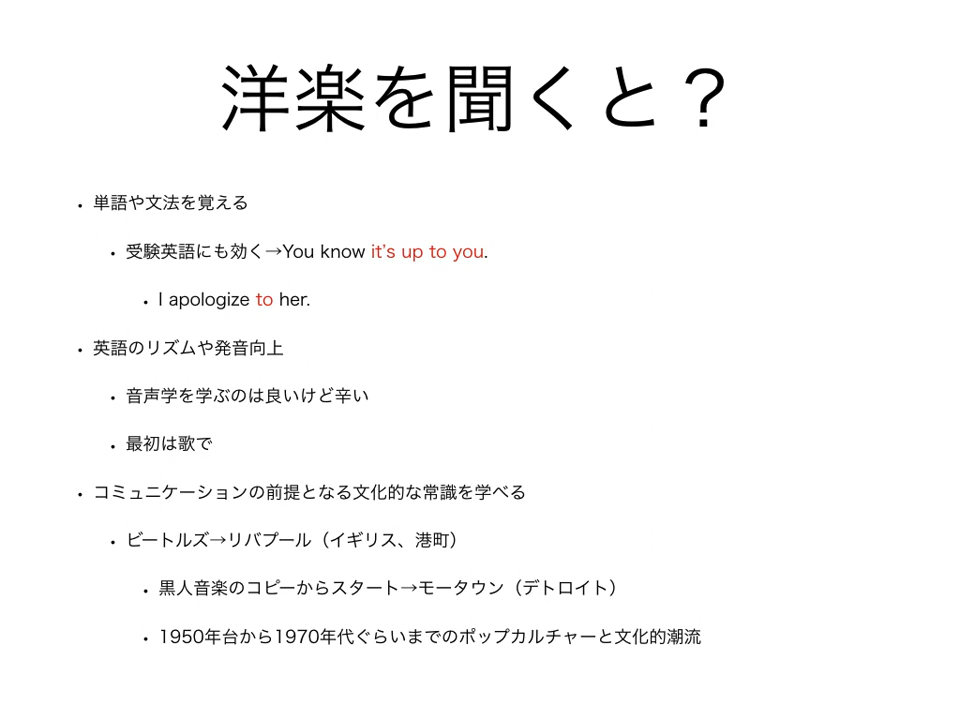 洋楽を聞くと？
• 単語や文法を覚える
• 受験英語にも効く→You know it's up to you.
• I apologize to her.
• 英語のリズムや発音向上
• 音声学を学ぶのは良いけど辛い
• 最初は歌で
• コミュニケーションの前提となる文化的な常識を学べる
• ビートルズ→リバプール（イギリス、港町）
• 黒人音楽のコピーからスタート→モータウン（デトロイト）
• 1950年台から1970年代ぐらいまでのポップカルチャーと文化的潮流